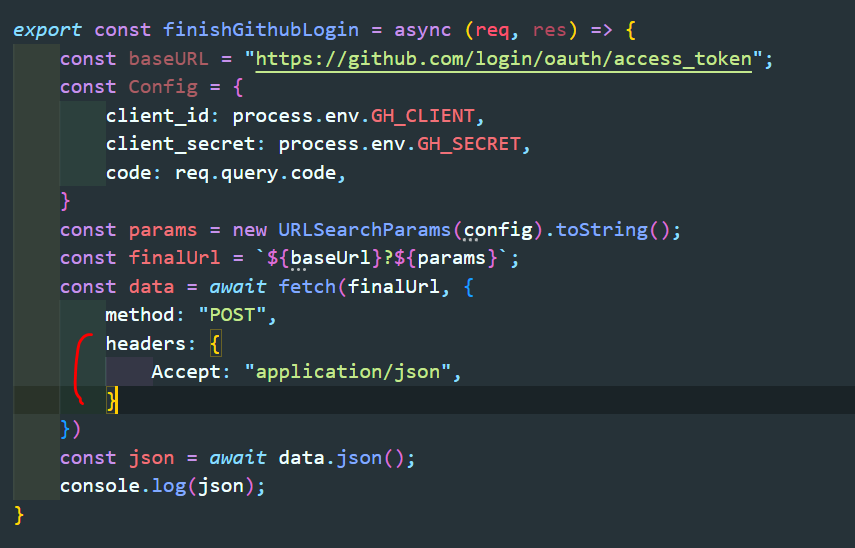 export const finishGithubLogin = async (req, res) => {
const baseURL = "https://github.com/login/oauth/access_token";
const Config = {
client_id: process.env.GH_CLIENT,
client_secret: process.env.GH_SECRET,
code: req.query.code,
}
const params = new URLSearchParams(config).toString();
const finalUrl = `${baseUrl}?${params}`;
const data = await fetch(finalUrl, {
method: "POST",
headers: {
Accept: "application/json",
}
})
const json = await data.json();
console.log(json);
}